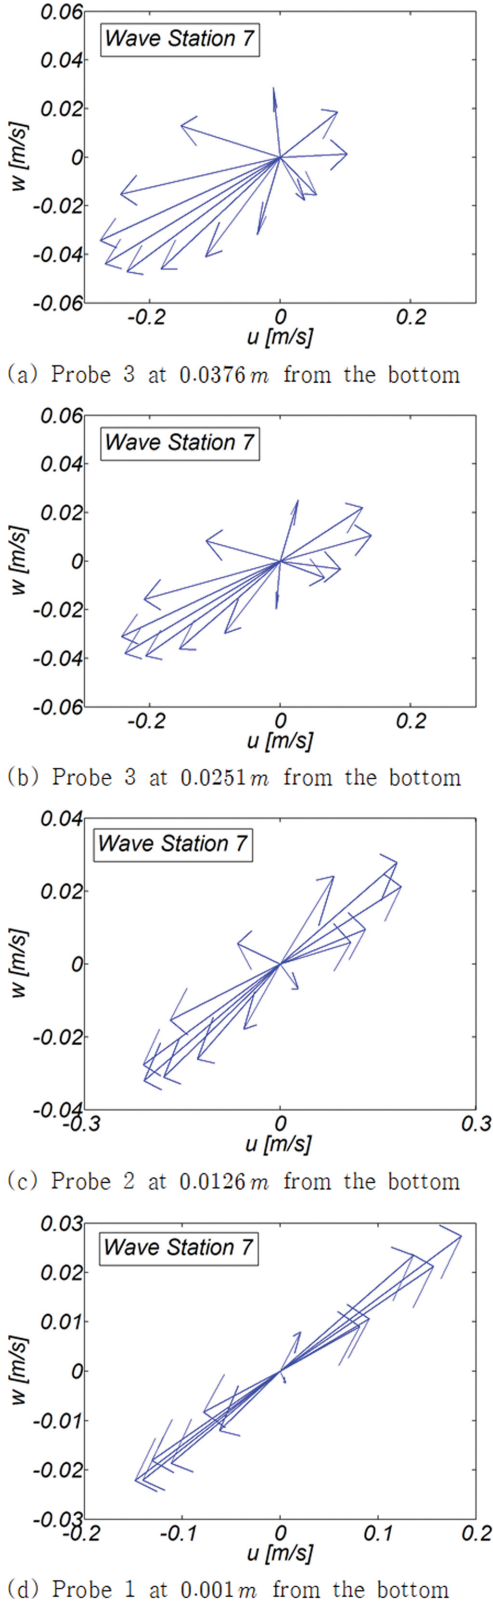 0.06
Wave Station 7
0.04
0.02
0
-0.02
-0.04
-0.06
w [m/s]
-0.2 0 0.2
u [m/s]
(a) Probe 3 at 0.0376 m from the bottom
0.06
Wave Station 7
0.04
0.02
0
-0.02
-0.04
-0.06
w [m/s]
-0.2 0 0.2
u [m/s]
(b) Probe 3 at 0.0251 m from the bottom
0.04
Wave Station 7
0.02
0
-0.02
-0.04
w [m/s]
-0.3 0 0.3
u [m/s]
(c) Probe 2 at 0.0126 m from the bottom
0.03
Wave Station 7
0.02
0.01
0
-0.01
-0.02
-0.03
w [m/s]
-0.2 -0.1 0 0.1 0.2
u [m/s]
(d) Probe 1 at 0.001 m from the bottom